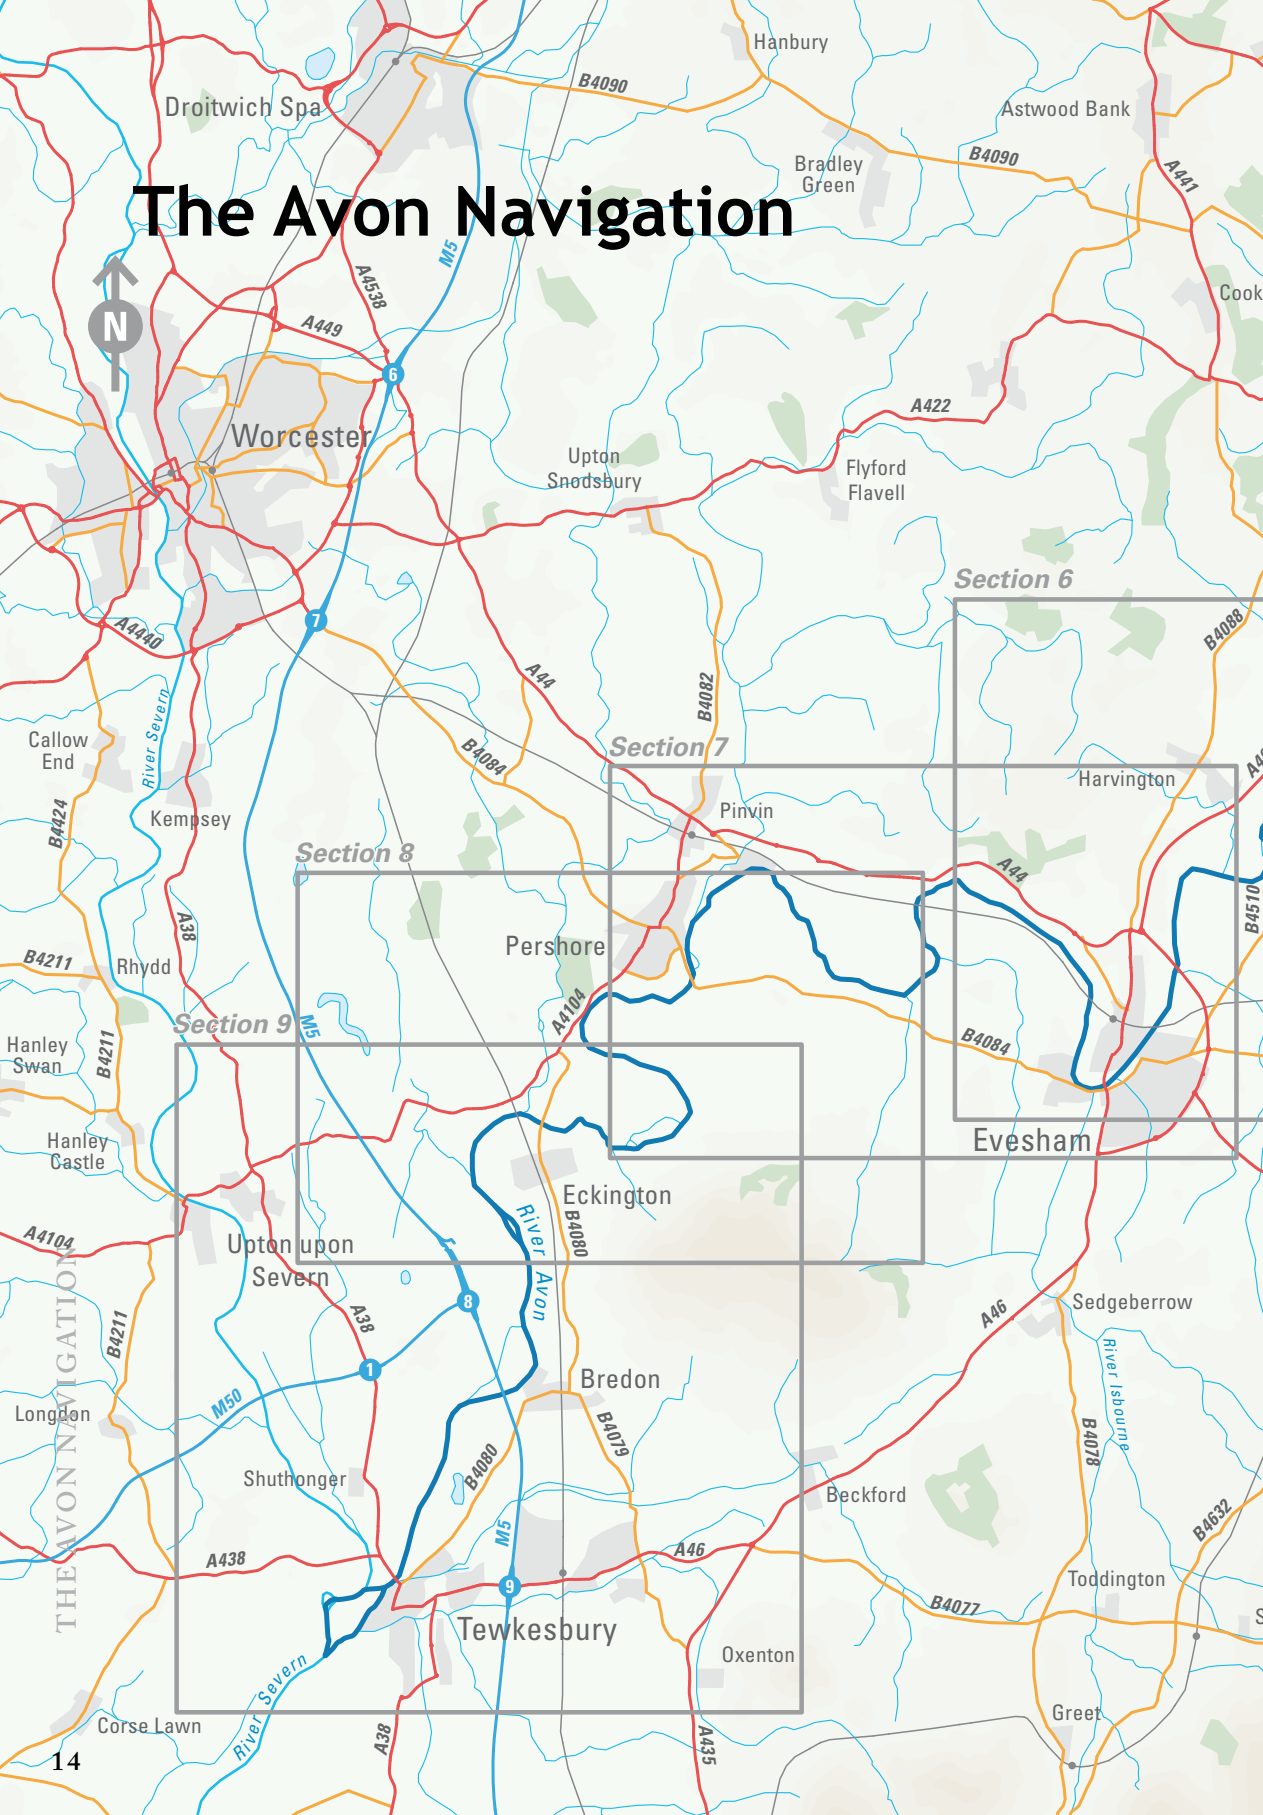 Hanbury
B4090
Droitwich Spa
Astwood Bank
B4090
Bradley
Green
A441
The Avon Navigation
M5
A4538
Cook
N
A449
6
A422
Worcester
Upton
Snodsbury
Flyford
Flavell
Section 6
7
A4440
B4088
A44
B4082
River Severn
Callow
End
Section 7
B4084
Harvington
A46
Pinvin
B4424
Kempsey
Section 8
A44
B4510
A38
Pershore
B4211
Rhydd
A4104
Section 9
M5
B4084
Hanley
Swan
B4211
Hanley
Castle
Evesham
Eckington
River Avon
B4080
A4104
Upton upon
Severn
8
Sedgeberrow
A46
A38
B4211
River Isbourne
1
Bredon
M50
Longdon
B4079
B4078
B4080
Shuthonger
Beckford
B4632
M5
A438
A46
9
Toddington
B4077
S
Tewkesbury
Oxenton
River Severn
Corse Lawn
Greet
A38
A435
THE AVON NAVIGATION
14